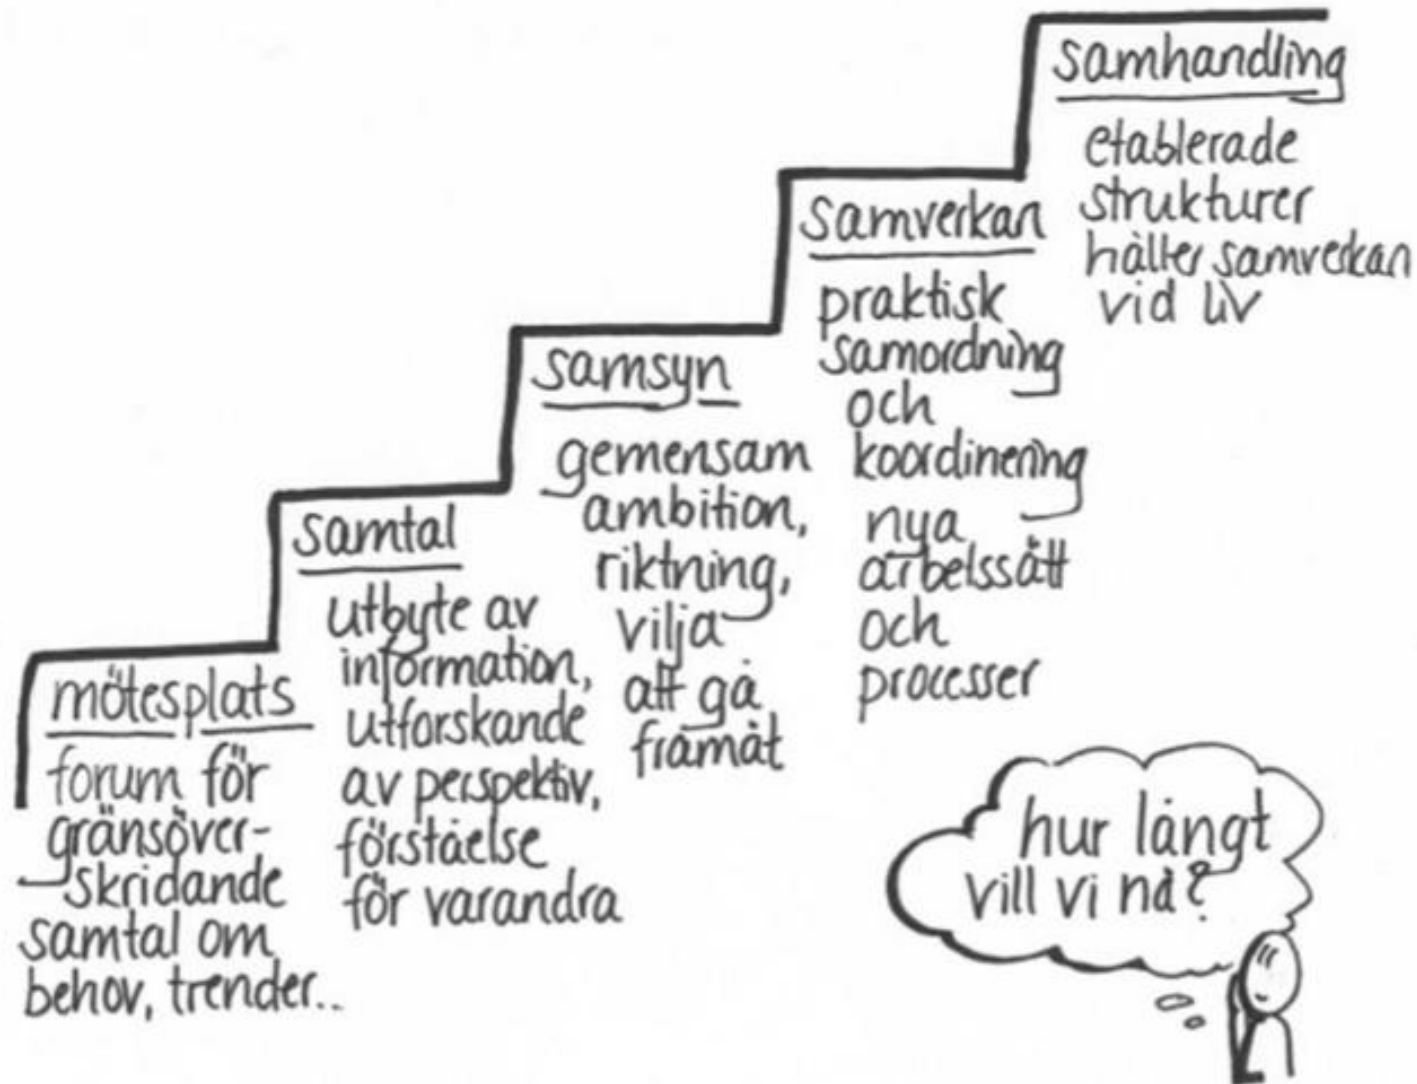 mötesplats
forum för
gränsöver-
skridande
samtal om
behov, trender..
samtal
utbyte av
information,
utforskande
av perspektiv,
förståelse
för varandra
samsyn
gemensam
ambition,
riktning,
vilja
att gå
framåt
samverkan
praktisk
samordning
och
koordinering
nya
arbelssätt
och
processer
samhandling
etablerade
strukturer
håller samverkan
vid liv
hur långt
vill vi nå?